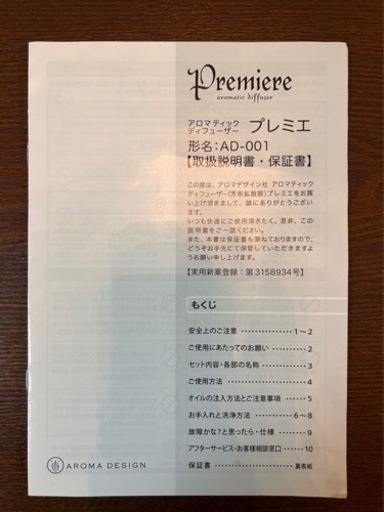 Premiere
aromatic diffuser
アロマティック
ディフューザー プレミエ
形名：AD-001
【取扱説明書・保証書】
この度は、アロマデザイン社 アロマティック
ディフューザー(芳香拡散器)プレミエをお買
い上げ頂きまして、誠にありがとうござい
ます。
いつも快適にご使用頂きたく、是非、この
説明書をご一読ください。
また、本書は保証書も兼ねておりますので、
どうぞお手元にて保管していただきますよ
うお願い申し上げます。
【実用新案登録：第3158934号】
もくじ
安全上のご注意 ・・・・・・・・・・・・・・・ 1～2
ご使用にあたってのお願い ・・・・・・・・ 2
セット内容・各部の名称 ・・・・・・・・・・ 3
ご使用方法 ・・・・・・・・・・・・・・・・・・・ 4
オイルの注入方法とご注意事項 ・・・・ 5
お手入れと洗浄方法 ・・・・・・・・・・・ 6～8
故障かな？と思ったら・仕様 ・・・・・・・ 9
アフターサービス・お客様相談窓口 ・・・・ 10
保証書 ・・・・・・・・・・・・・・・・・・・ 裏表紙
AROMA DESIGN